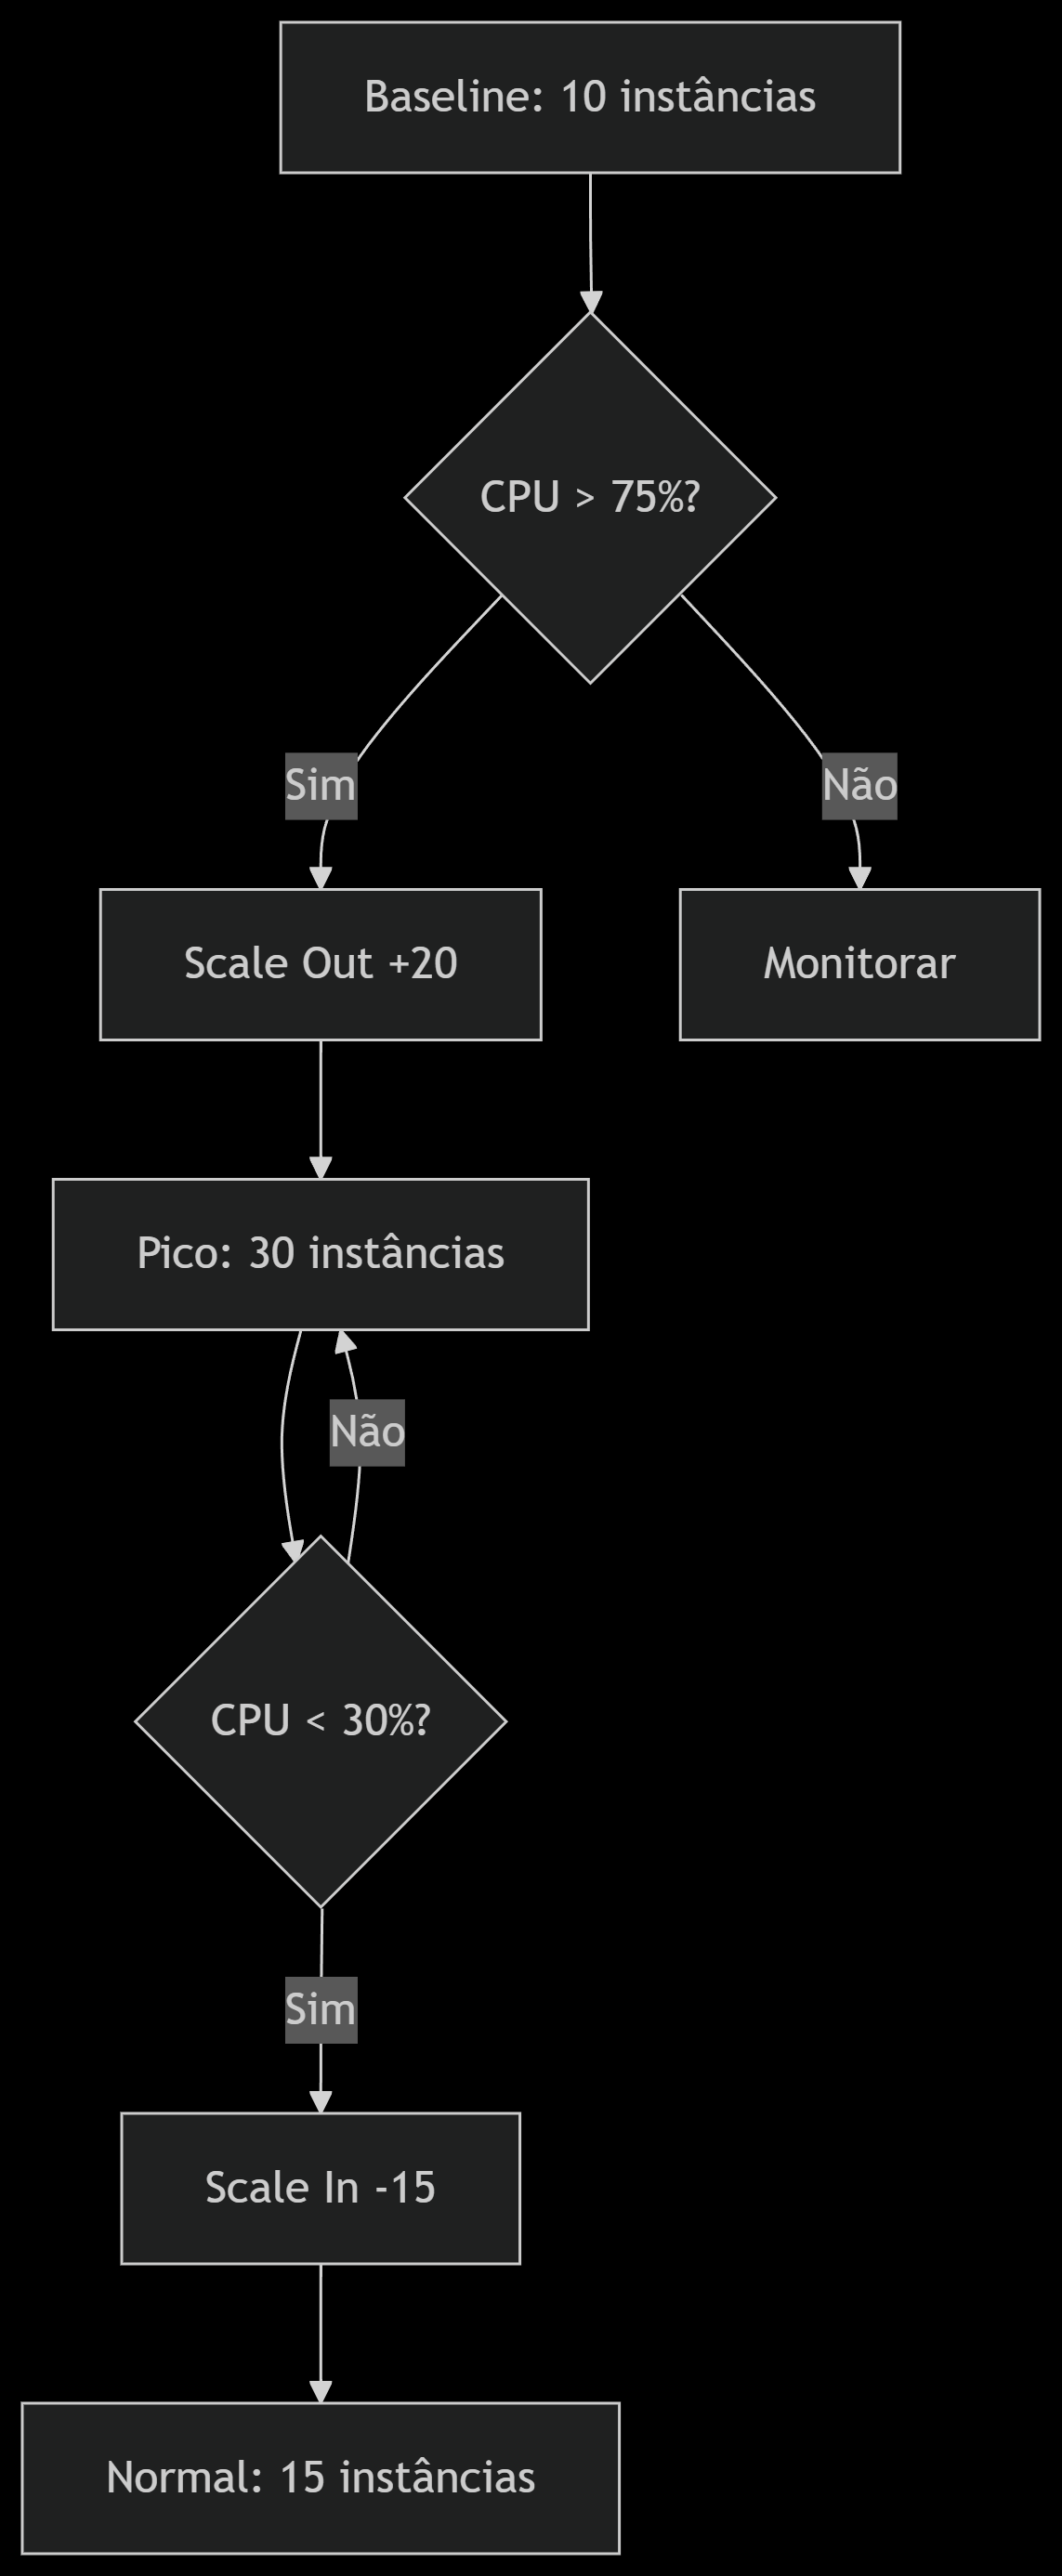 Baseline: 10 instâncias
CPU > 75%?
Sim
Não
Scale Out +20
Monitorar
Pico: 30 instâncias
Não
CPU < 30%?
Sim
Scale In -15
Normal: 15 instâncias